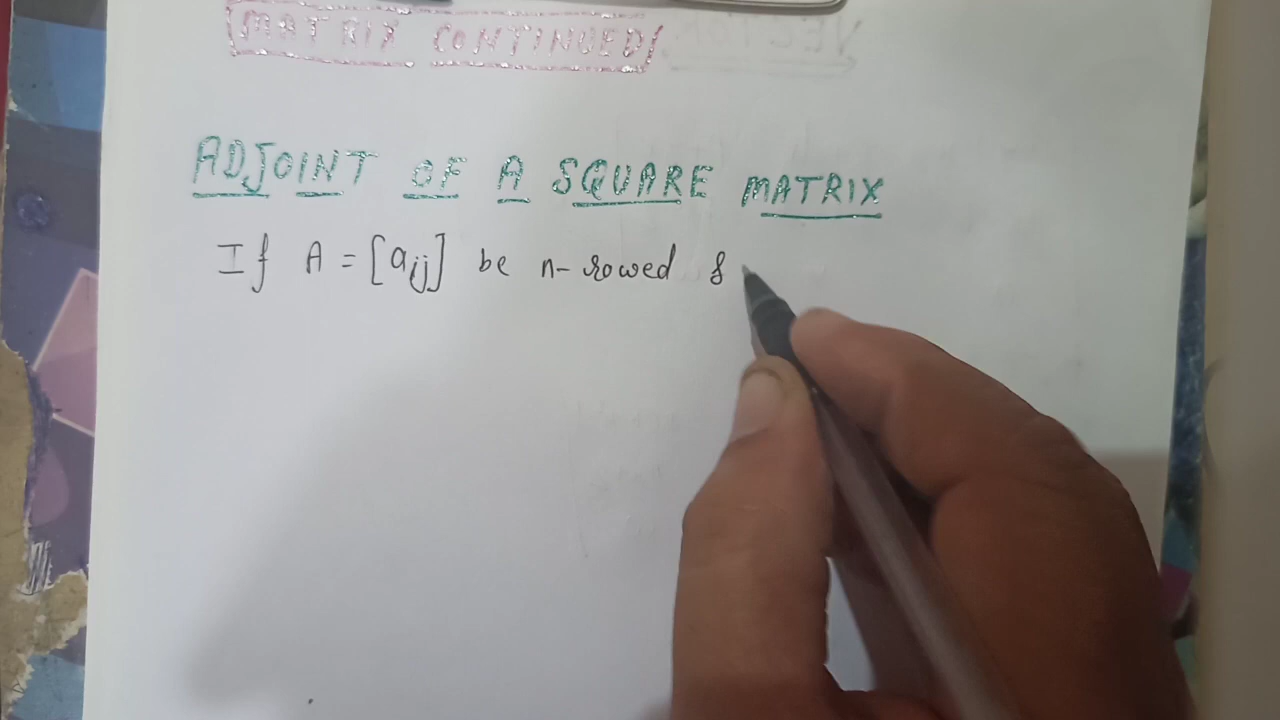 MATRIX CONTINUED/
ADJOINT OF A SQUARE MATRIX
If A = [aij] be n-rowed s